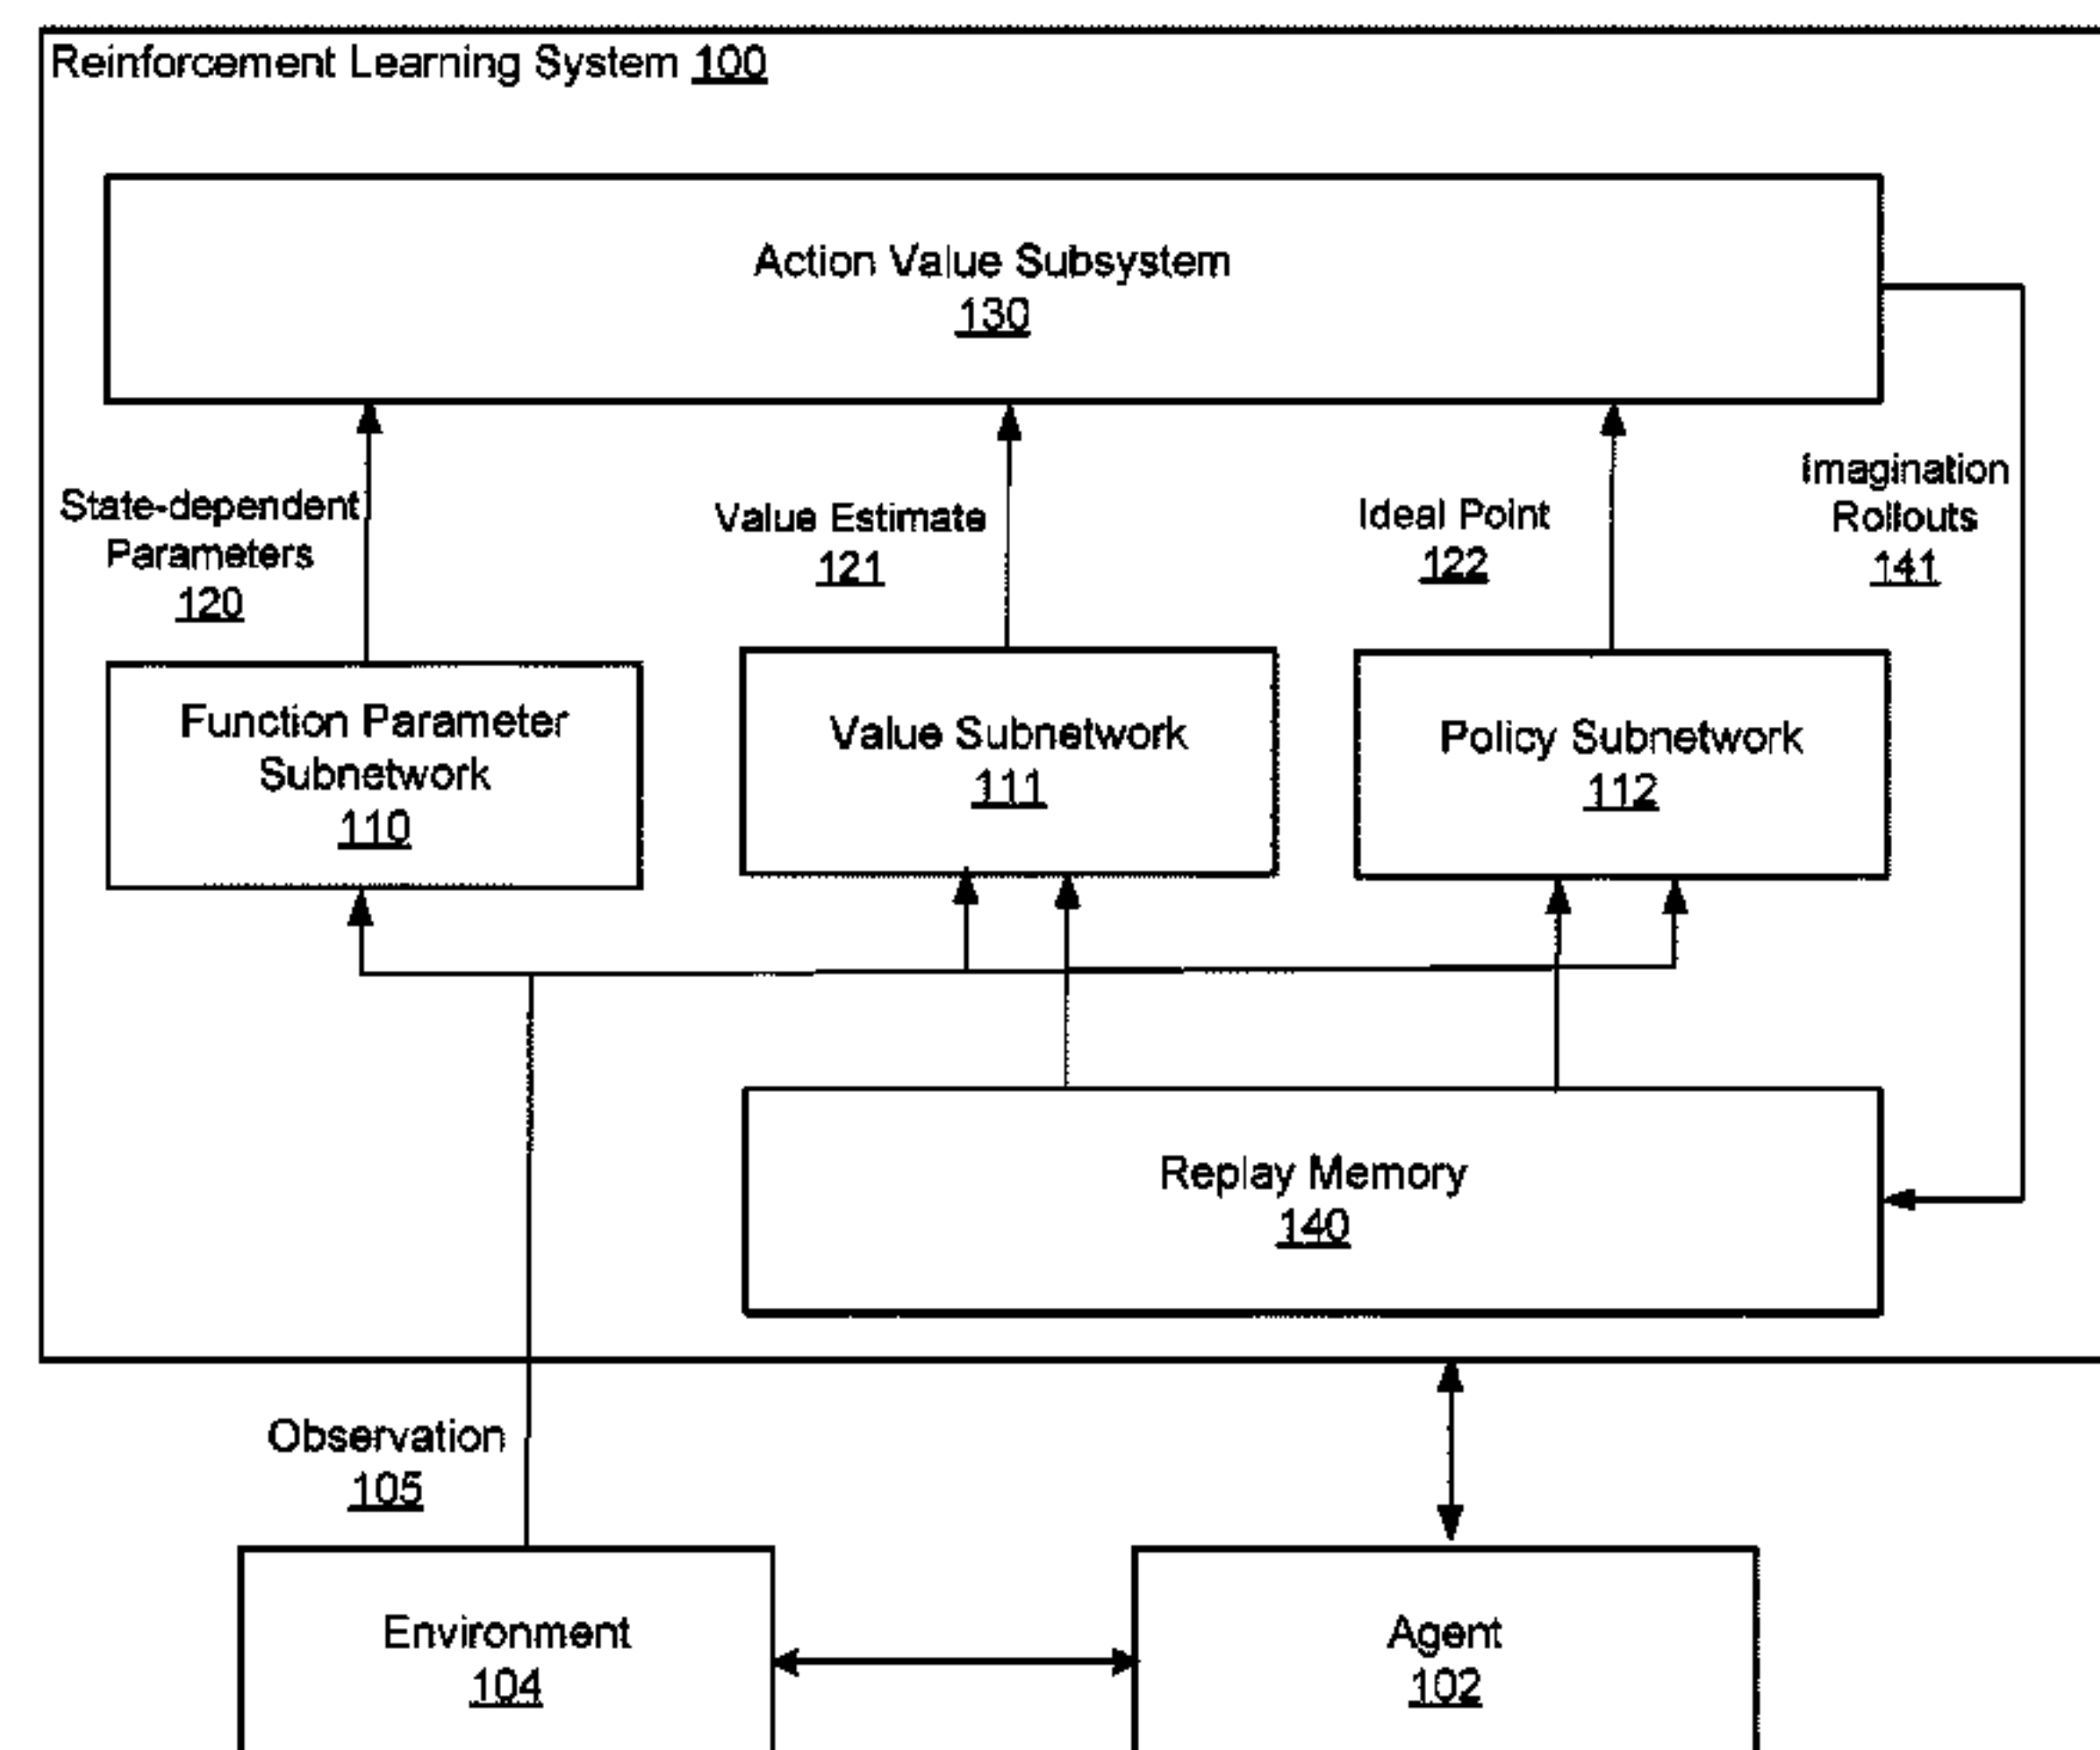 Reinforcement Learning System 100
Action Value Subsystem
130
State-dependent
Parameters
120
Value Estimate
121
Ideal Point
122
Imagination
Rollouts
141
Function Parameter
Subnetwork
110
Value Subnetwork
111
Policy Subnetwork
112
Replay Memory
140
Observation
105
Environment
104
Agent
102